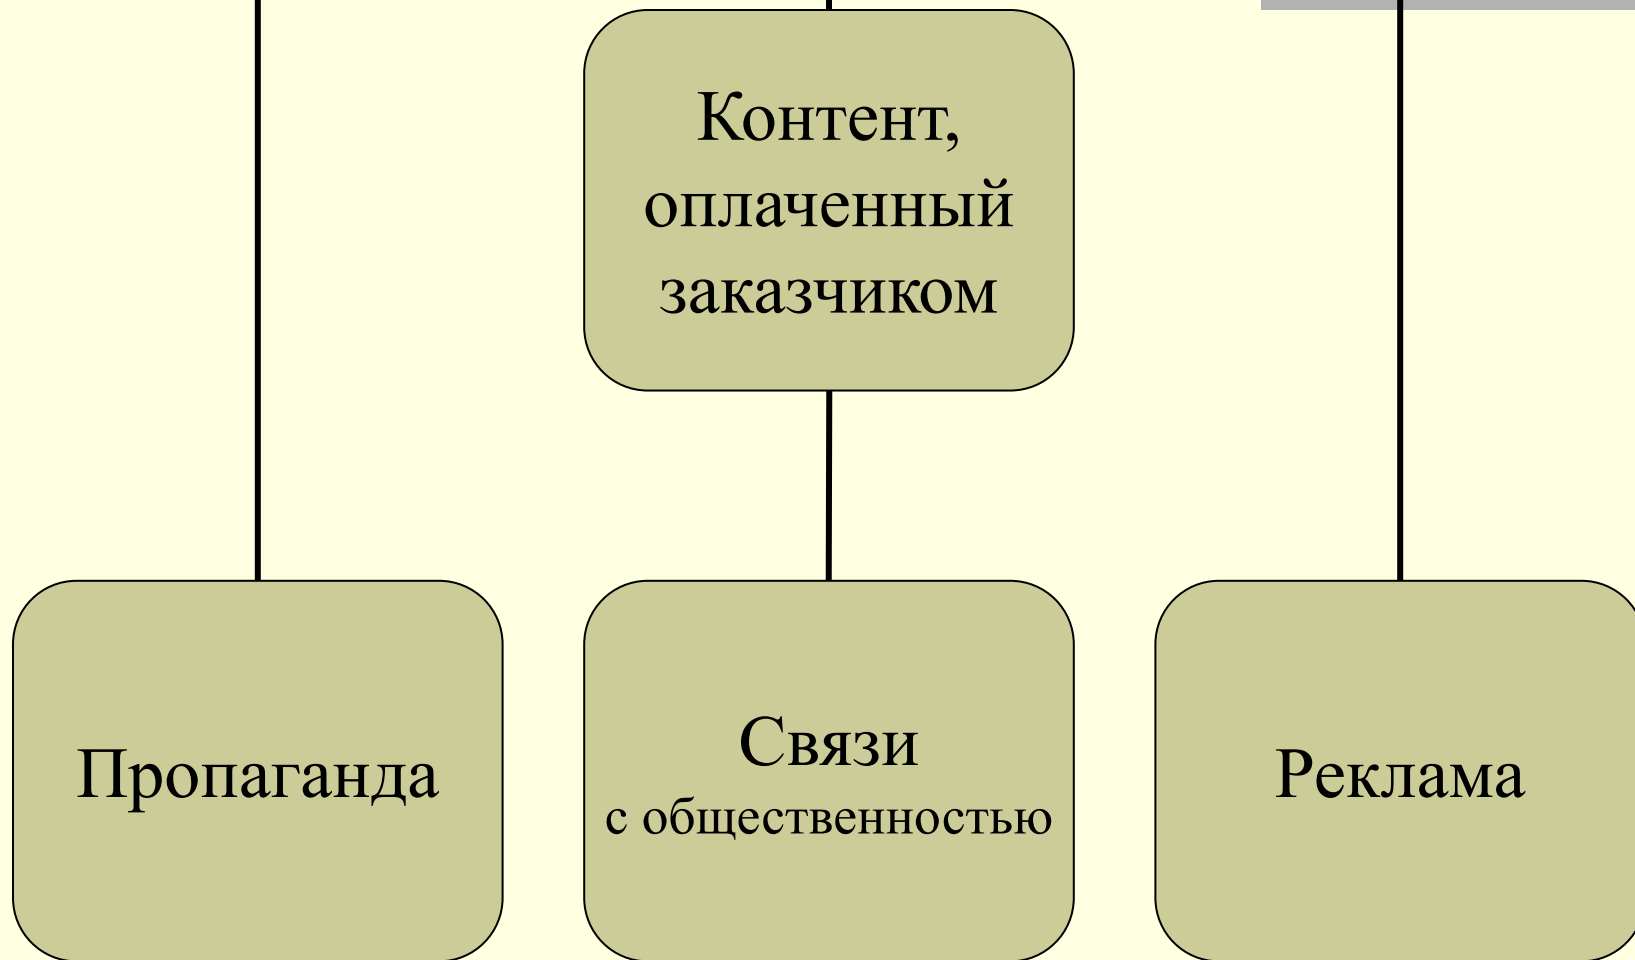 Контент,
оплаченный
заказчиком
Пропаганда
Связи
с общественностью
Реклама